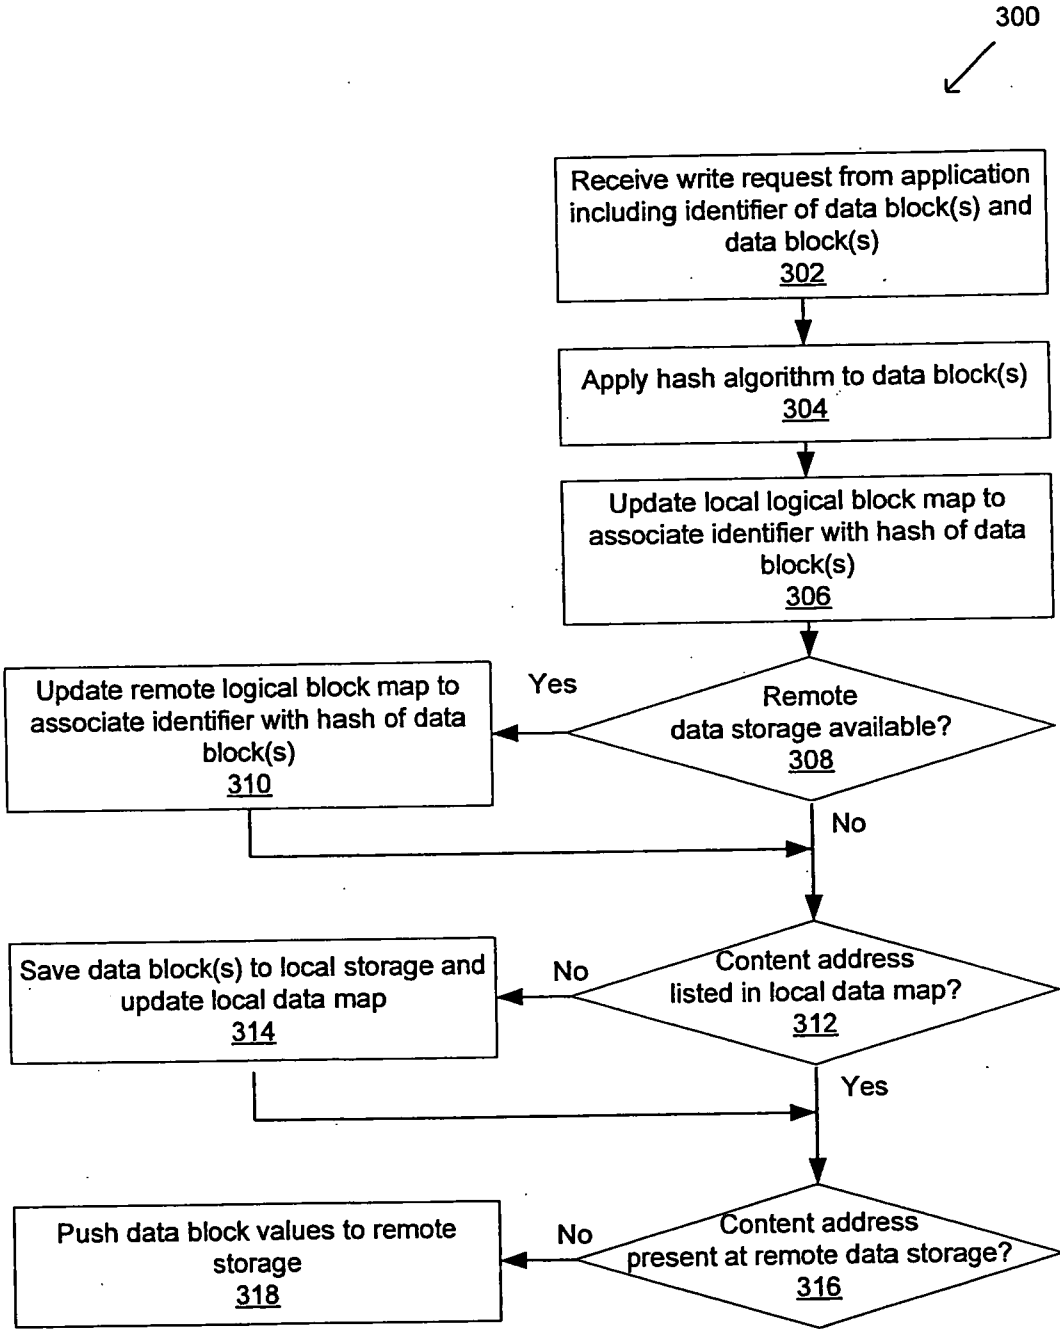 300
Receive write request from application
including identifier of data block(s) and
data block(s)
302
Apply hash algorithm to data block(s)
304
Update local logical block map to
associate identifier with hash of data
block(s)
306
Remote
data storage available?
308
Yes
Update remote logical block map to
associate identifier with hash of data
block(s)
310
No
Content address
listed in local data map?
312
No
Save data block(s) to local storage and
update local data map
314
Yes
Content address
present at remote data storage?
316
No
Push data block values to remote
storage
318